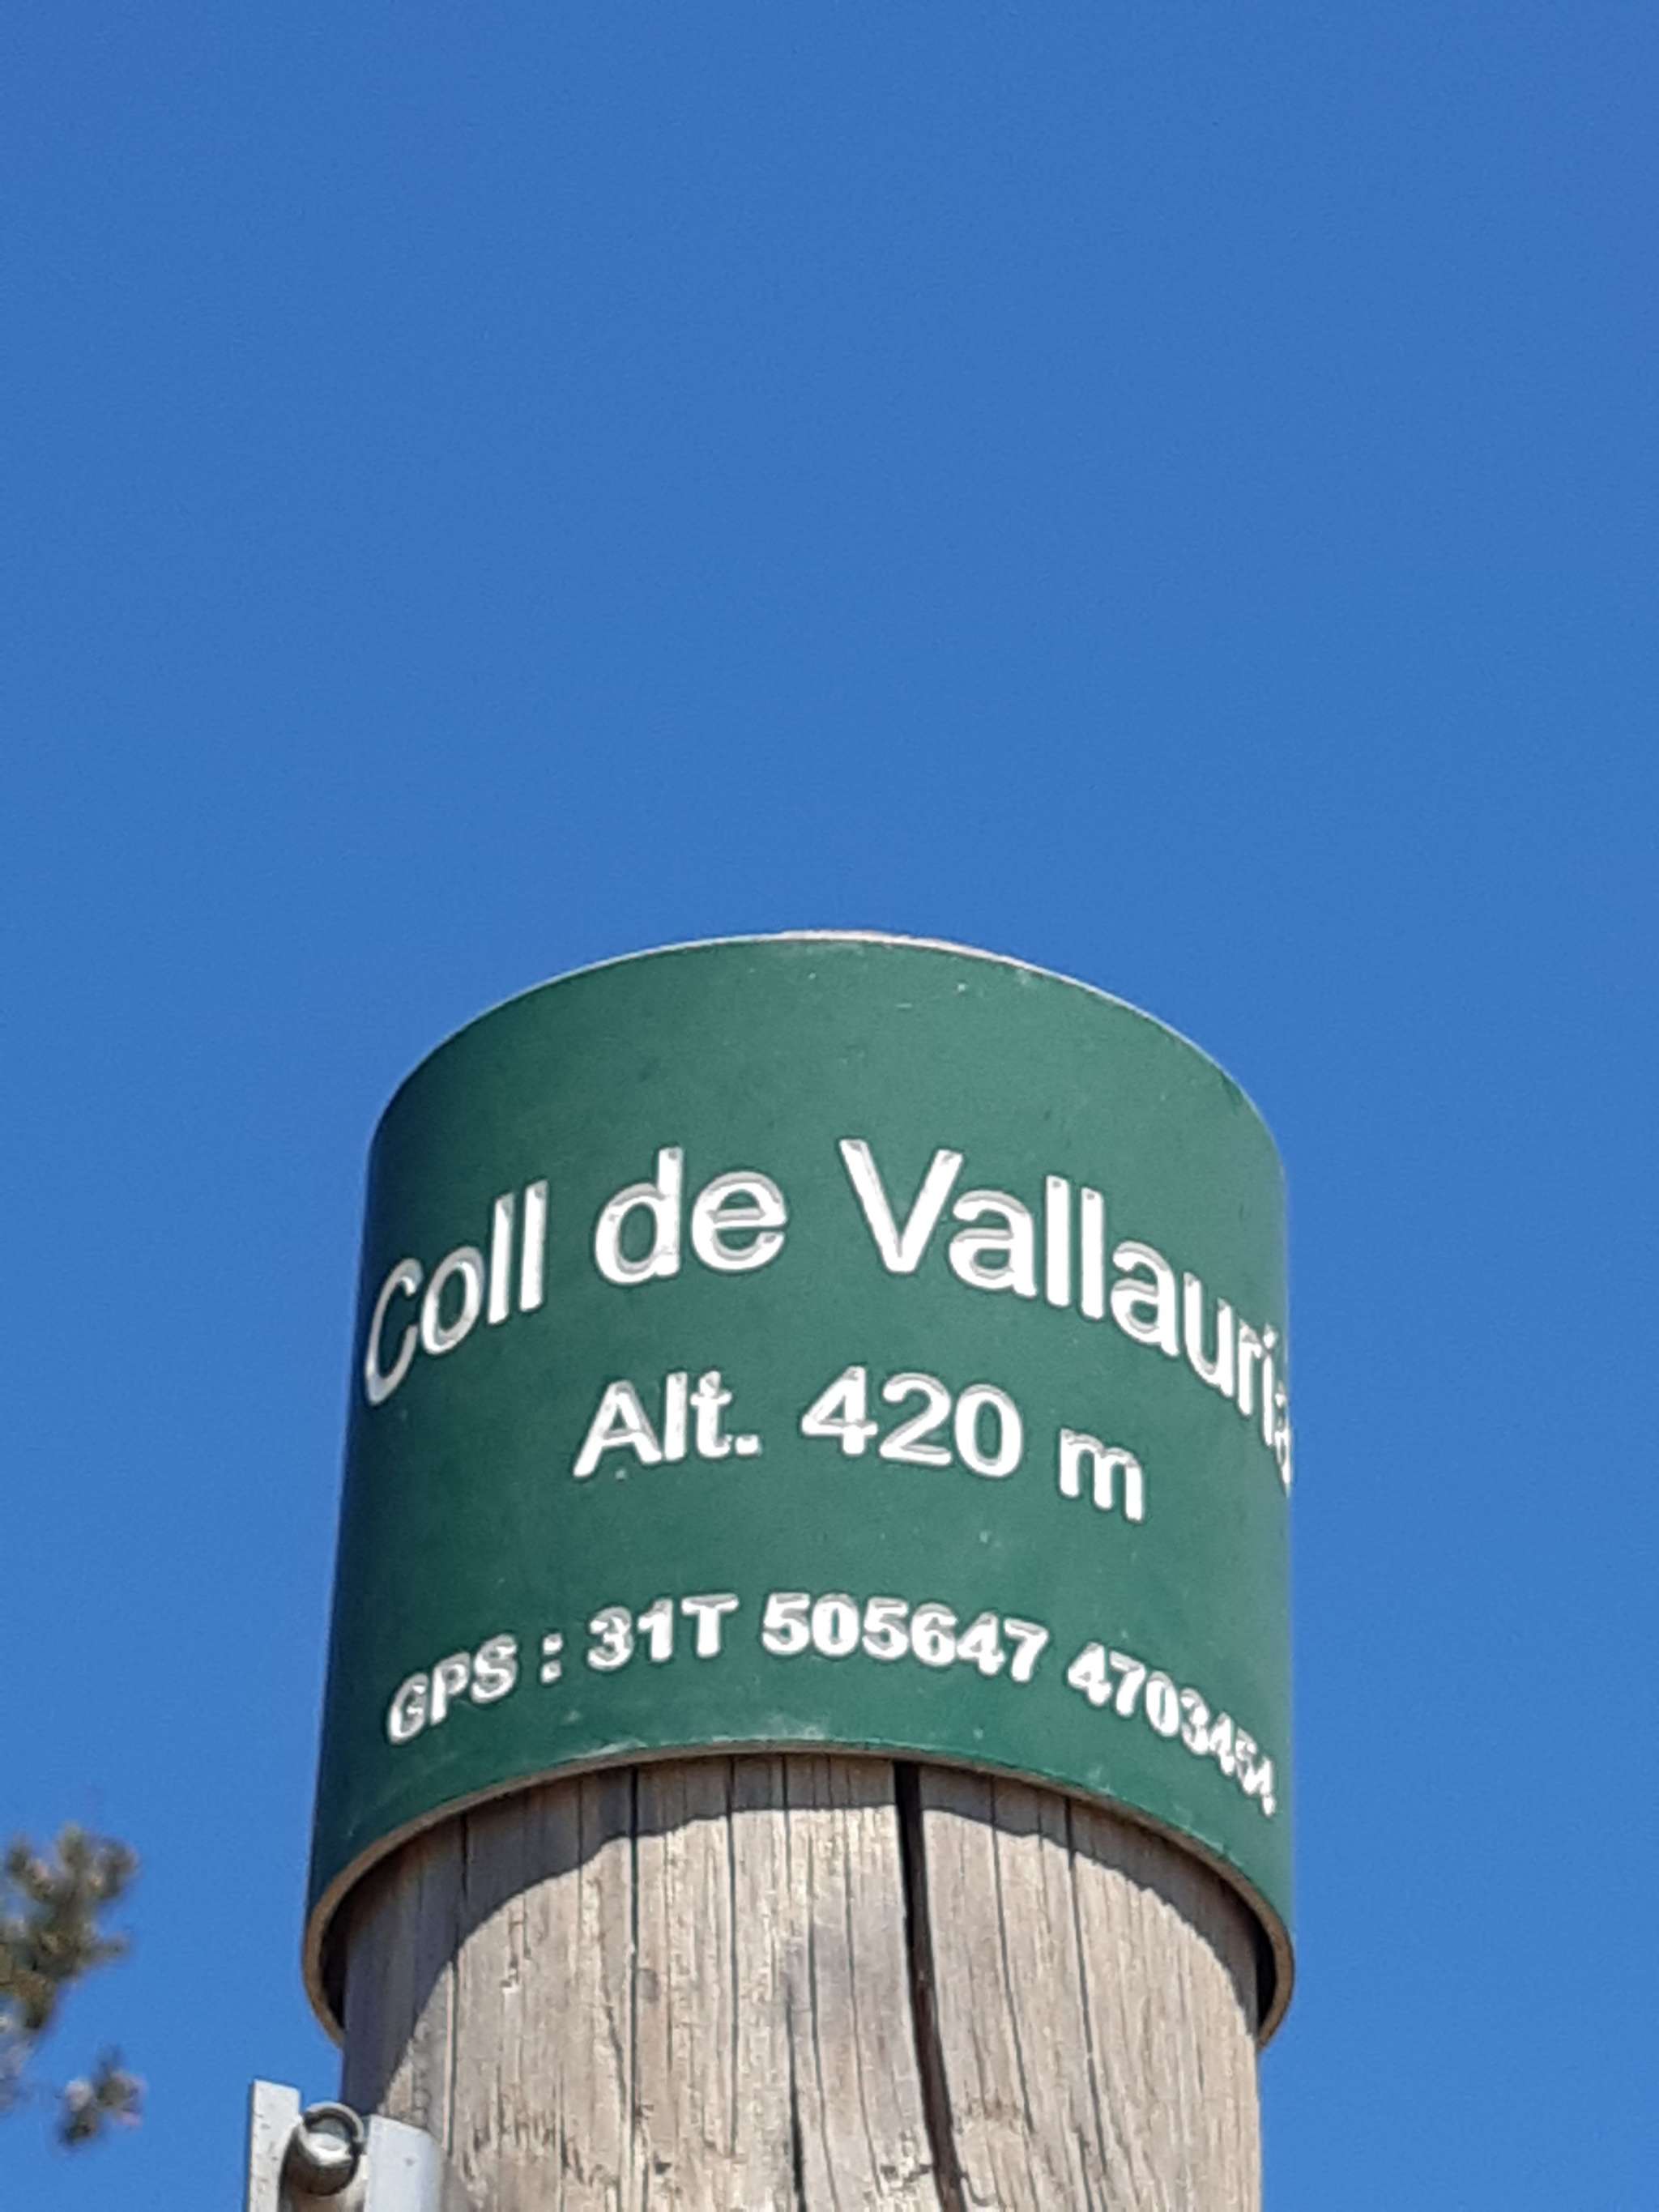 Coll de Vallauria
Alt. 420 m
GPS : 31T 505647 4703454